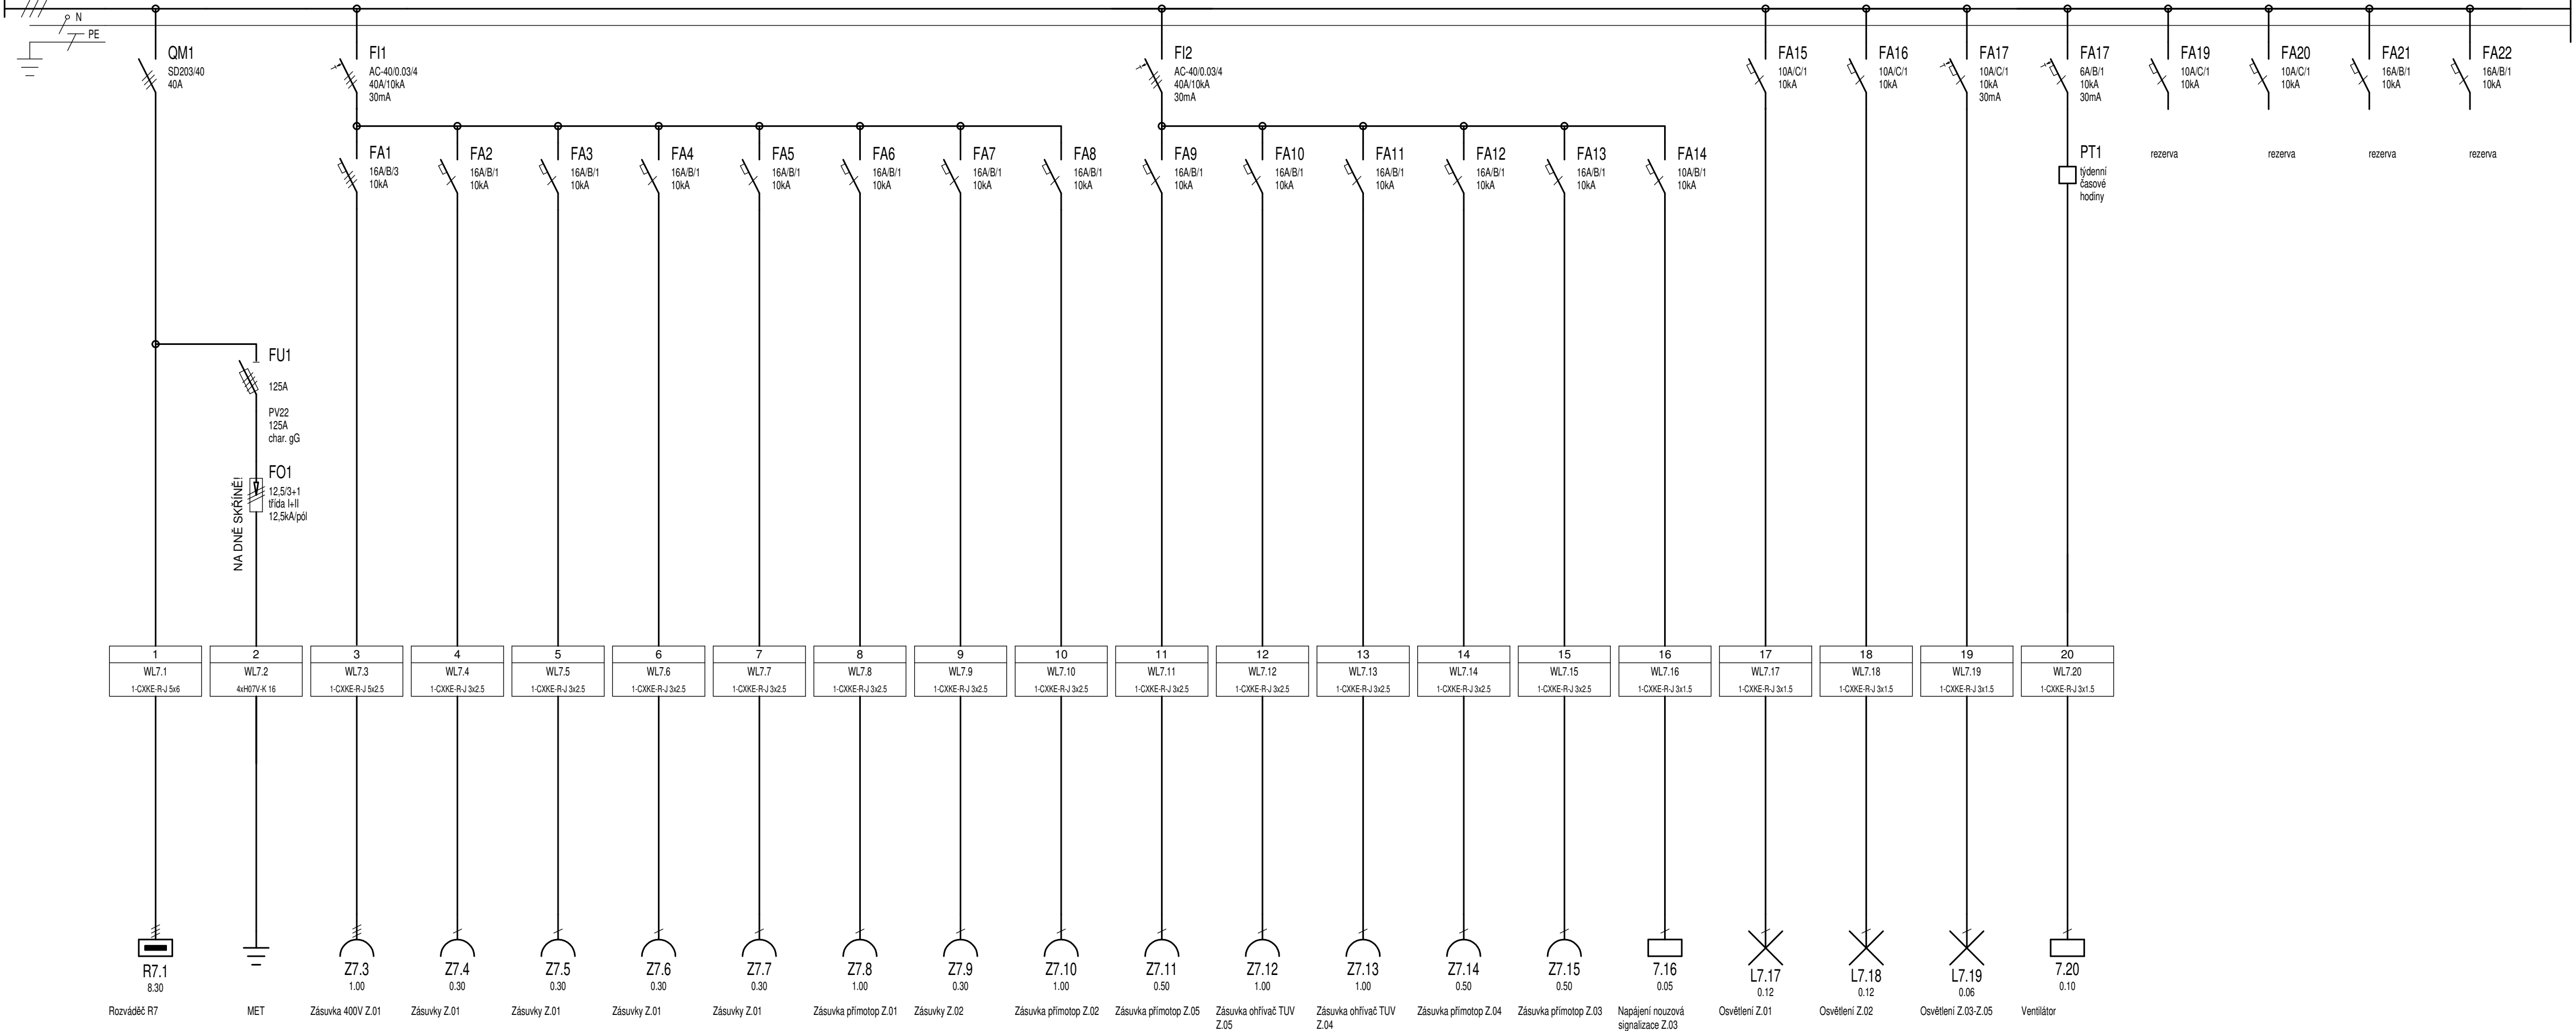 N
PE
QM1
SD203/40
40A
FI1
AC-40/0.03/4
40A/10kA
30mA
FI2
AC-40/0.03/4
40A/10kA
30mA
FA15
10A/C/1
10kA
FA16
10A/C/1
10kA
FA17
10A/C/1
10kA
30mA
FA17
6A/B/1
10kA
30mA
FA19
10A/C/1
10kA
FA20
10A/C/1
10kA
FA21
16A/B/1
10kA
FA22
16A/B/1
10kA
FA1
16A/B/3
10kA
FA2
16A/B/1
10kA
FA3
16A/B/1
10kA
FA4
16A/B/1
10kA
FA5
16A/B/1
10kA
FA6
16A/B/1
10kA
FA7
16A/B/1
10kA
FA8
16A/B/1
10kA
FA9
16A/B/1
10kA
FA10
16A/B/1
10kA
FA11
16A/B/1
10kA
FA12
16A/B/1
10kA
FA13
16A/B/1
10kA
FA14
10A/B/1
10kA
PT1
týdenní
časové
hodiny
rezerva
rezerva
rezerva
rezerva
FU1
125A
PV22
125A
char. gG
FO1
12,5/3+1
třída I+II
12,5kA/pól
NA DNĚ SKŘÍNĚ!
1
WL7.1
1-CXKE-R-J 5x6
2
WL7.2
4xH07V-K 16
3
WL7.3
1-CXKE-R-J 5x2.5
4
WL7.4
1-CXKE-R-J 3x2.5
5
WL7.5
1-CXKE-R-J 3x2.5
6
WL7.6
1-CXKE-R-J 3x2.5
7
WL7.7
1-CXKE-R-J 3x2.5
8
WL7.8
1-CXKE-R-J 3x2.5
9
WL7.9
1-CXKE-R-J 3x2.5
10
WL7.10
1-CXKE-R-J 3x2.5
11
WL7.11
1-CXKE-R-J 3x2.5
12
WL7.12
1-CXKE-R-J 3x2.5
13
WL7.13
1-CXKE-R-J 3x2.5
14
WL7.14
1-CXKE-R-J 3x2.5
15
WL7.15
1-CXKE-R-J 3x2.5
16
WL7.16
1-CXKE-R-J 3x1.5
17
WL7.17
1-CXKE-R-J 3x1.5
18
WL7.18
1-CXKE-R-J 3x1.5
19
WL7.19
1-CXKE-R-J 3x1.5
20
WL7.20
1-CXKE-R-J 3x1.5
R7.1
8.30
Rozváděč R7
MET
Z7.3
1.00
Zásuvka 400V Z.01
Z7.4
0.30
Zásuvky Z.01
Z7.5
0.30
Zásuvky Z.01
Z7.6
0.30
Zásuvky Z.01
Z7.7
0.30
Zásuvky Z.01
Z7.8
1.00
Zásuvka přímotop Z.01
Z7.9
0.30
Zásuvky Z.02
Z7.10
1.00
Zásuvka přímotop Z.02
Z7.11
0.50
Zásuvka přímotop Z.05
Z7.12
1.00
Zásuvka ohřívač TUV
Z.05
Z7.13
1.00
Zásuvka ohřívač TUV
Z.04
Z7.14
0.50
Zásuvka přímotop Z.04
Z7.15
0.50
Zásuvka přímotop Z.03
7.16
0.05
Napájení nouzová
signalizace Z.03
L7.17
0.12
Osvětlení Z.01
L7.18
0.12
Osvětlení Z.02
L7.19
0.06
Osvětlení Z.03-Z.05
7.20
0.10
Ventilátor